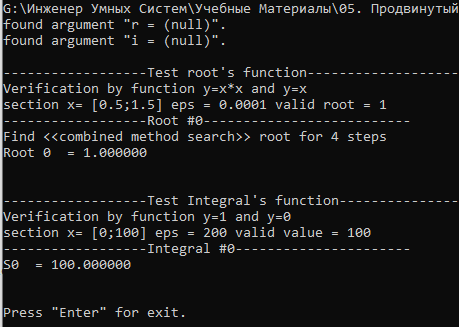 G:\Инженер Умных Систем\Учебные Материалы\05. Продвинутый
found argument "r = (null)".
found argument "i = (null)".
------------------Test root's function-------------------
Verification by function y=x*x and y=x
section x= [0.5;1.5] eps = 0.0001 valid root = 1
------------------Root #0--------------------------
Find <<combined method search>> root for 4 steps
Root 0  = 1.000000
------------------Test Integral's function---------------
Verification by function y=1 and y=0
section x= [0;100] eps = 200 valid value = 100
------------------Integral #0----------------------
S0  = 100.000000
Press "Enter" for exit.